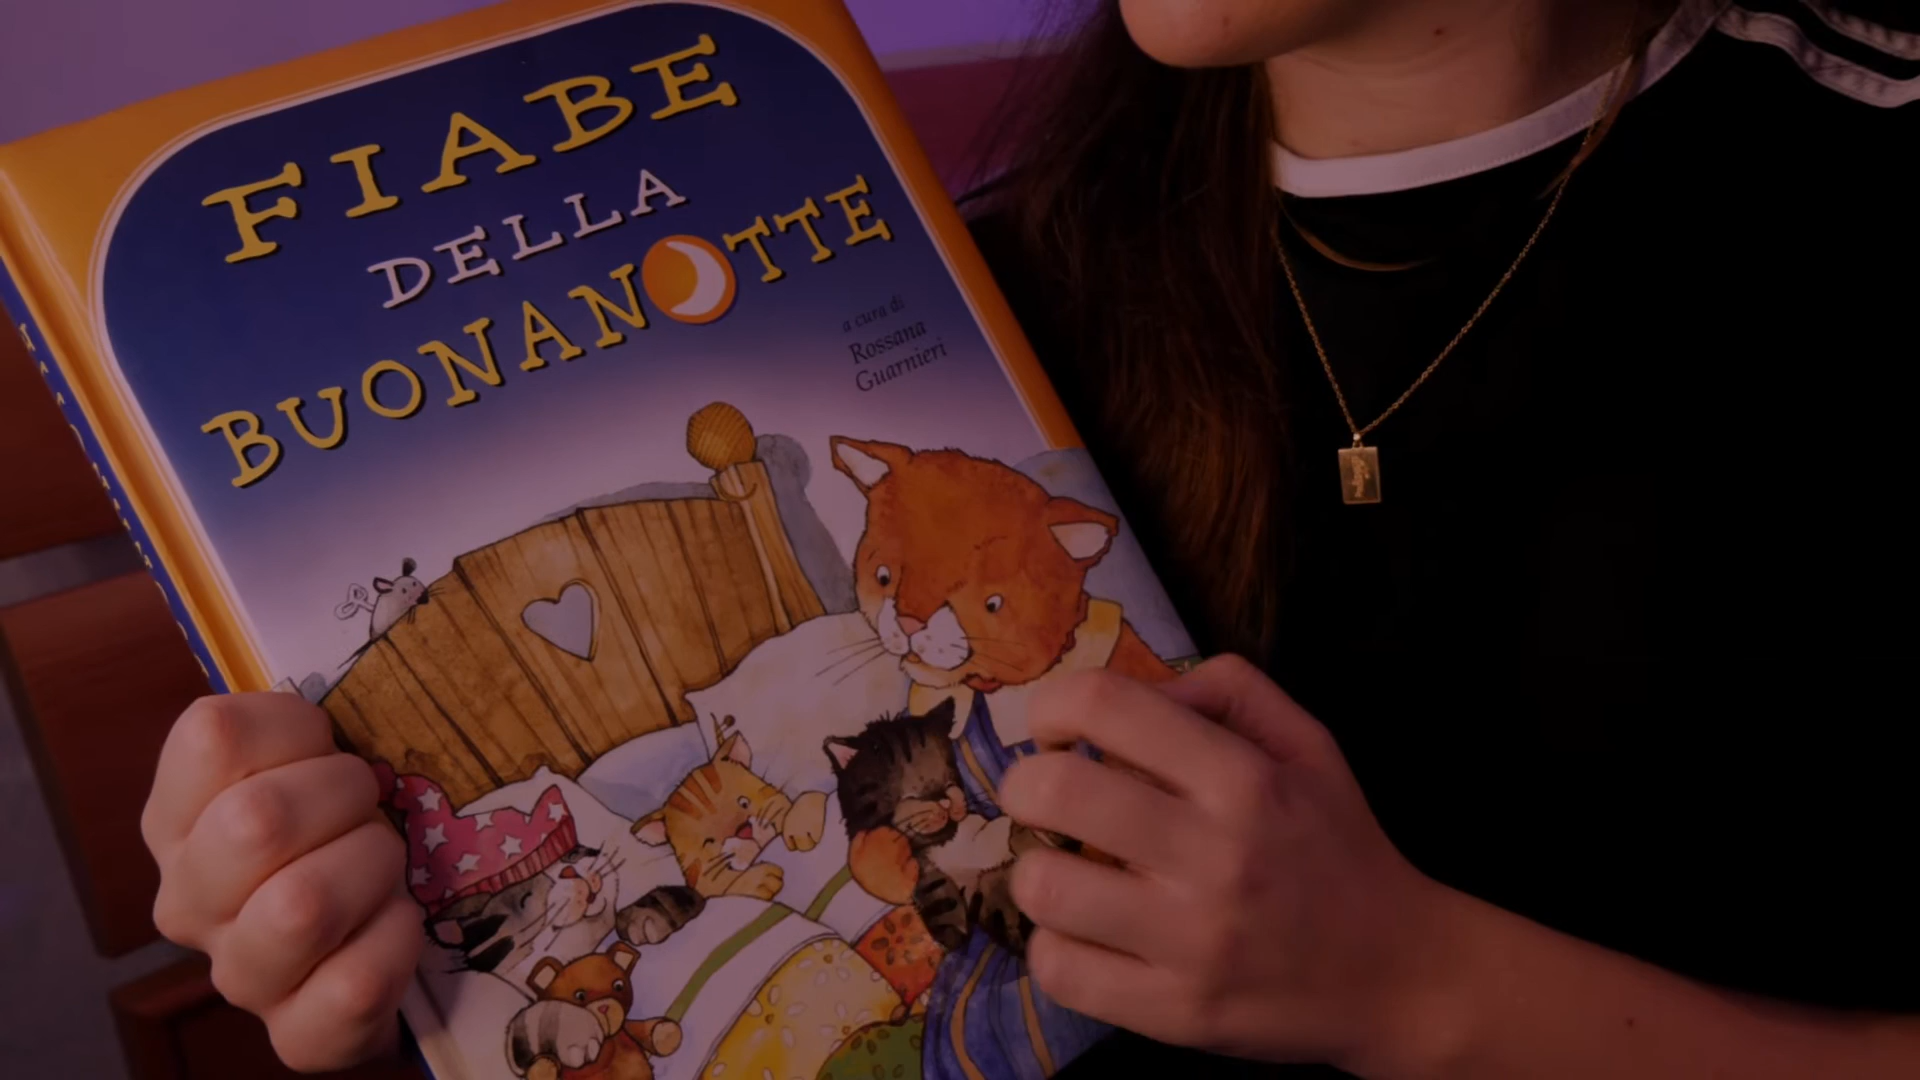 FIABE
DELLA
BUONANOTTE
a cura di
Rossana
Guarnieri